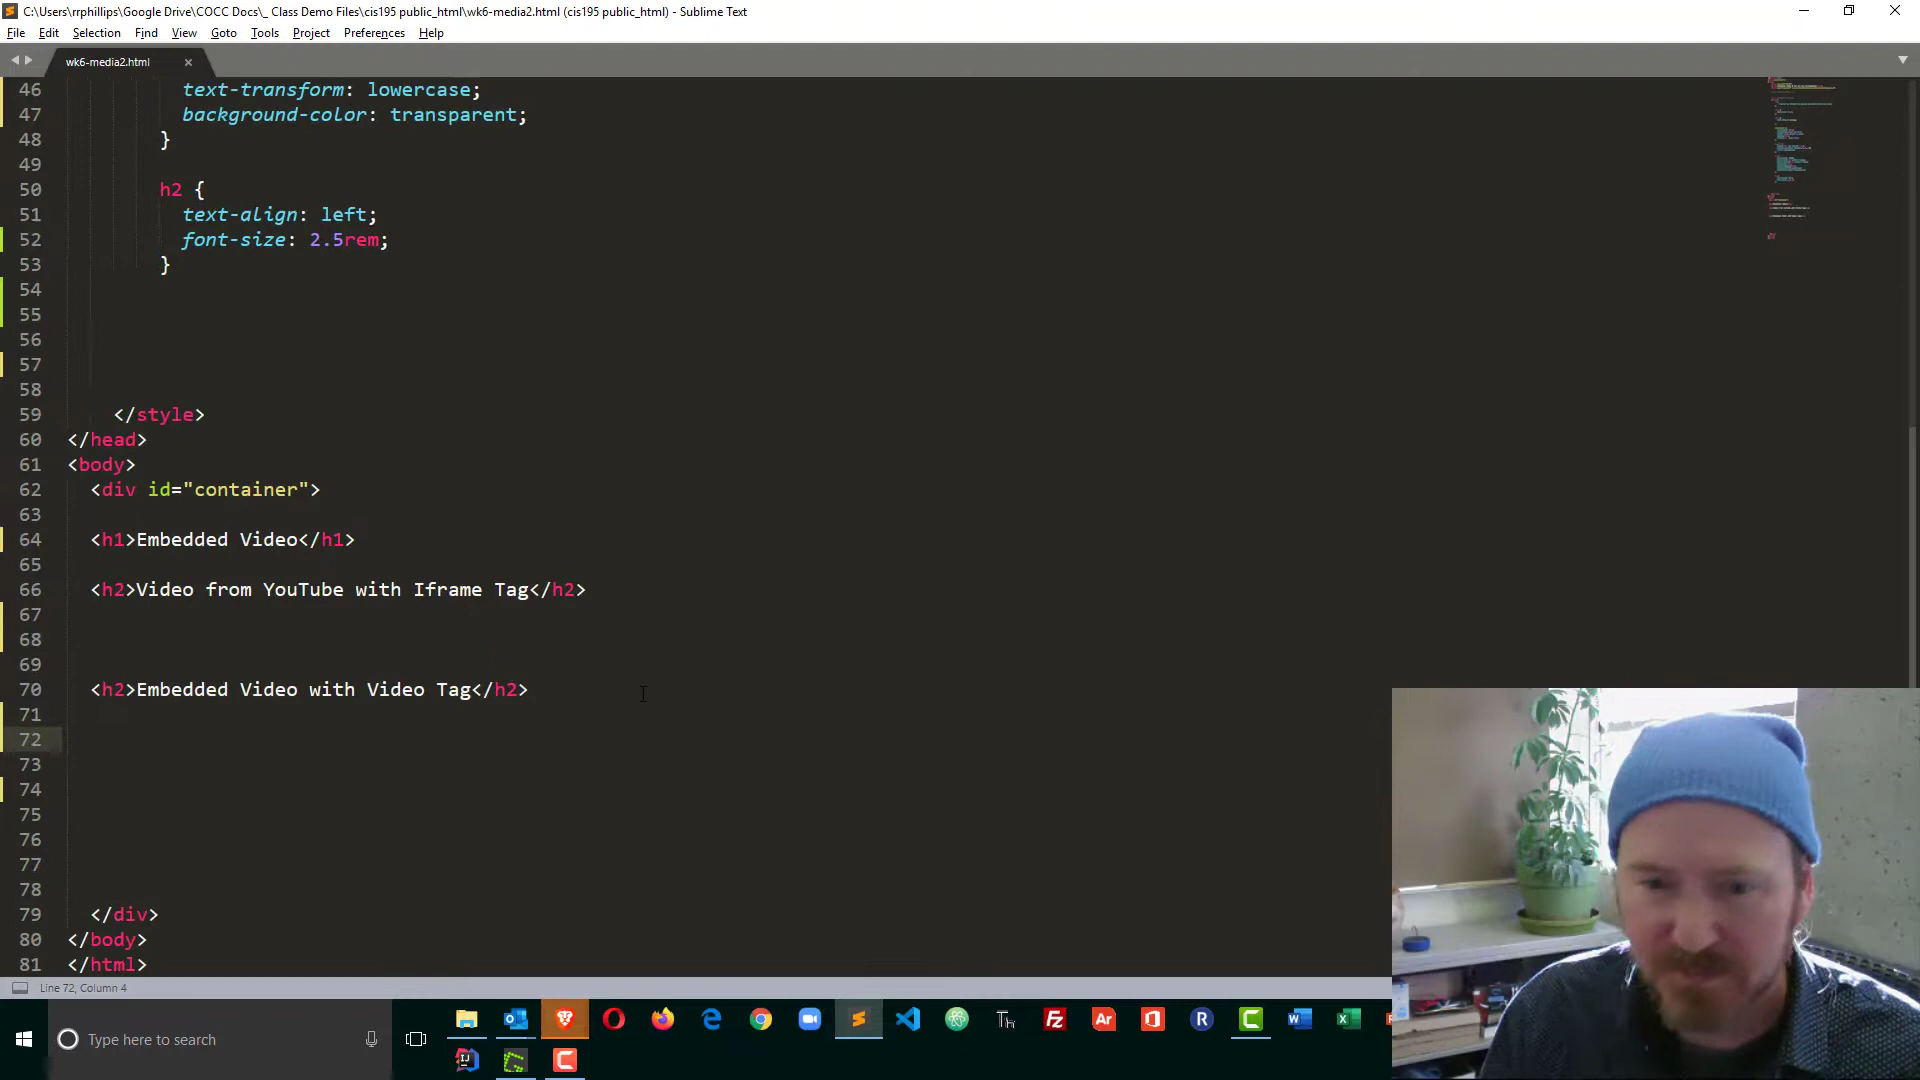 C:\Users\rrphillips\Google Drive\COCC Docs\_ Class Demo Files\cis195 public_html\wk6-media2.html (cis195 public_html) - Sublime Text
File Edit Selection Find View Goto Tools Project Preferences Help
wk6-media2.html
46 text-transform: lowercase;
47 background-color: transparent;
48 }
49
50 h2 {
51 text-align: left;
52 font-size: 2.5rem;
53 }
54
55
56
57
58
59 </style>
60 </head>
61 <body>
62 <div id="container">
63
64 <h1>Embedded Video</h1>
65
66 <h2>Video from YouTube with Iframe Tag</h2>
67
68
69
70 <h2>Embedded Video with Video Tag</h2>
71
72
73
74
75
76
77
78
79 </div>
80 </body>
81 </html>
Line 72, Column 4
Type here to search